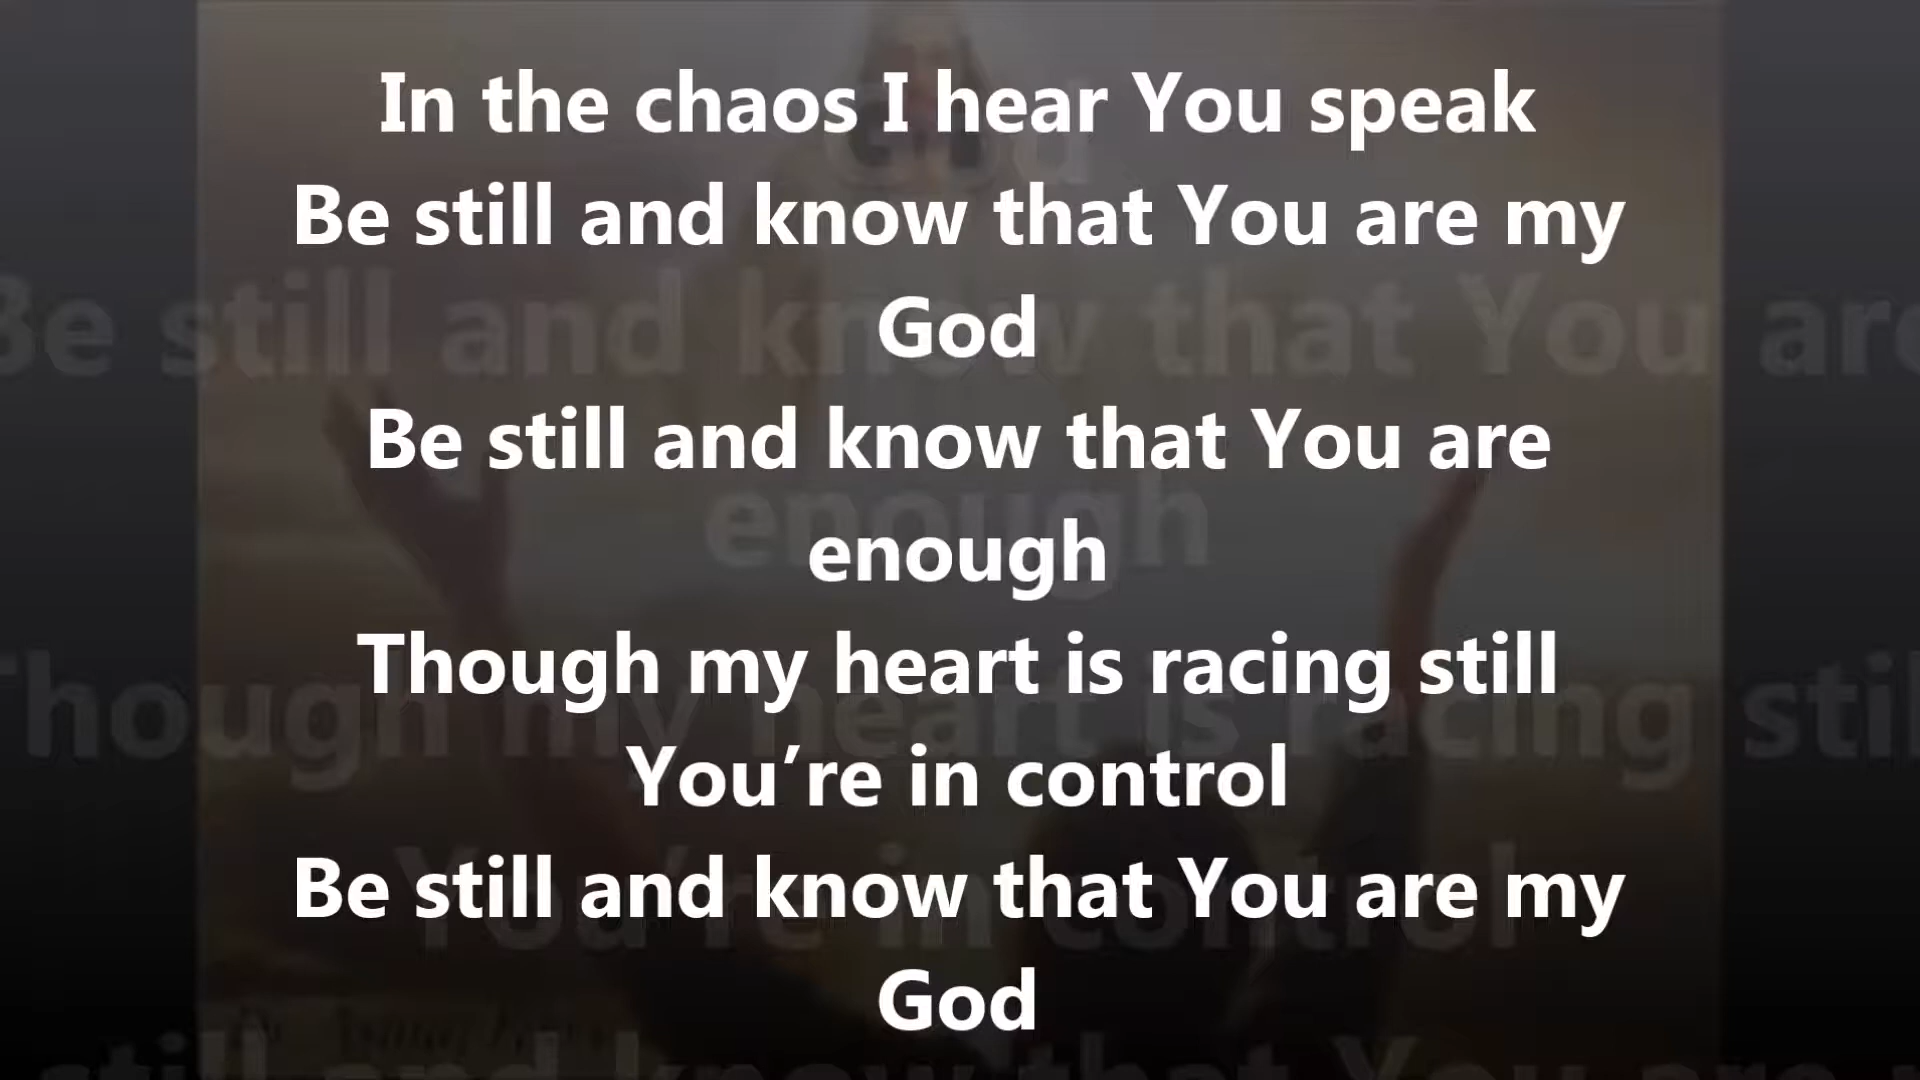 In the chaos I hear You speak
Be still and know that You are my
God
Be still and know that You are
enough
Though my heart is racing still
You’re in control
Be still and know that You are my
God